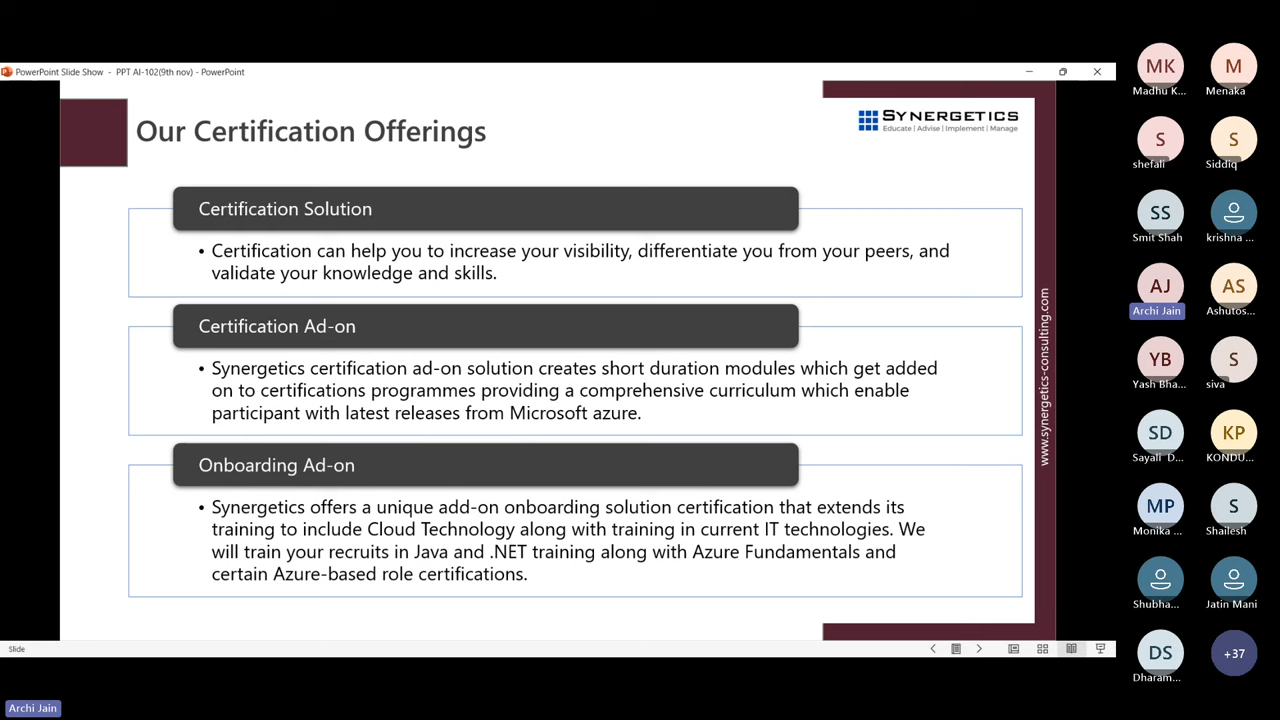 PowerPoint Slide Show - PPT AI-102(9th nov) - PowerPoint
Our Certification Offerings
SYNERGETICS
Educate | Advise | Implement | Manage
Certification Solution
• Certification can help you to increase your visibility, differentiate you from your peers, and
validate your knowledge and skills.
Certification Ad-on
• Synergetics certification ad-on solution creates short duration modules which get added
on to certifications programmes providing a comprehensive curriculum which enable
participant with latest releases from Microsoft azure.
Onboarding Ad-on
• Synergetics offers a unique add-on onboarding solution certification that extends its
training to include Cloud Technology along with training in current IT technologies. We
will train your recruits in Java and .NET training along with Azure Fundamentals and
certain Azure-based role certifications.
www.synergetics-consulting.com
Slide
Archi Jain
MK
Madhu K...
M
Menaka
S
shefali
S
Siddiq
SS
Smit Shah
krishna ...
AJ
Archi Jain
AS
Ashutos...
YB
Yash Bha...
S
siva
SD
Sayali D...
KP
KONDU...
MP
Monika ...
S
Shailesh
Shubha...
Jatin Mani
DS
Dharam...
+37